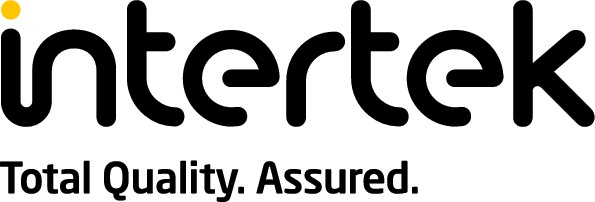 intertek
Total Quality. Assured.